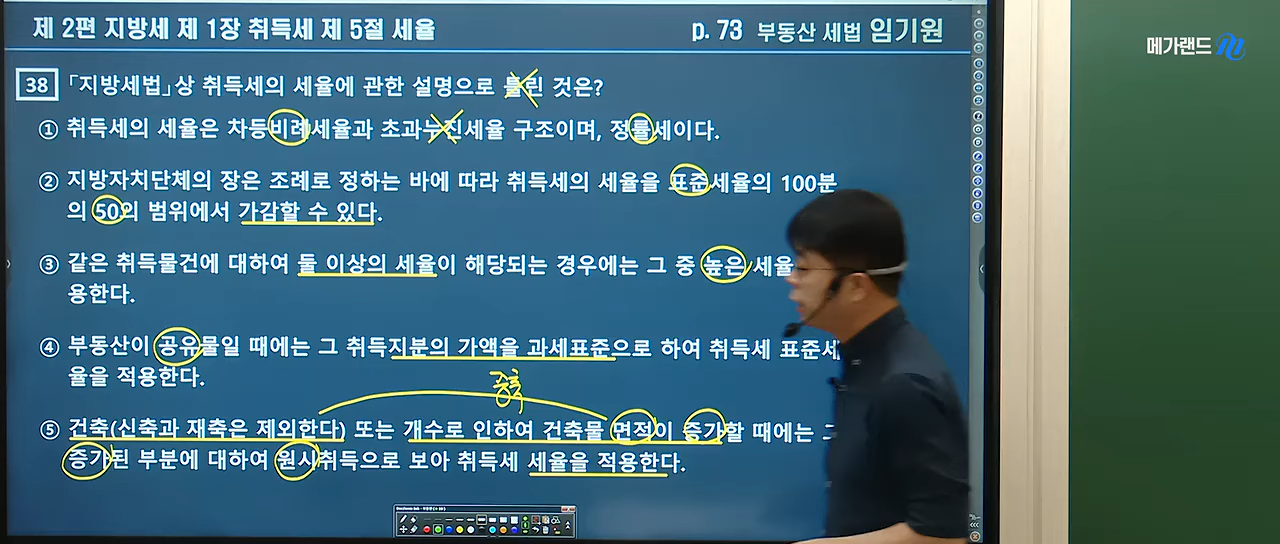 제 2편 지방세 제 1장 취득세 제 5절 세율
p. 73 부동산 세법 임기원
메가랜드
38 「지방세법」상 취득세의 세율에 관한 설명으로 틀린 것은?
① 취득세의 세율은 차등비례세율과 초과누진세율 구조이며, 정률세이다.
② 지방자치단체의 장은 조례로 정하는 바에 따라 취득세의 세율을 표준세율의 100분
의 50의 범위에서 가감할 수 있다.
③ 같은 취득물건에 대하여 둘 이상의 세율이 해당되는 경우에는 그 중 높은 세율
용한다.
④ 부동산이 공유물일 때에는 그 취득지분의 가액을 과세표준으로 하여 취득세 표준세
율을 적용한다.
증축
⑤ 건축(신축과 재축은 제외한다) 또는 개수로 인하여 건축물 면적이 증가할 때에는 그
증가된 부분에 대하여 원시취득으로 보아 취득세 세율을 적용한다.